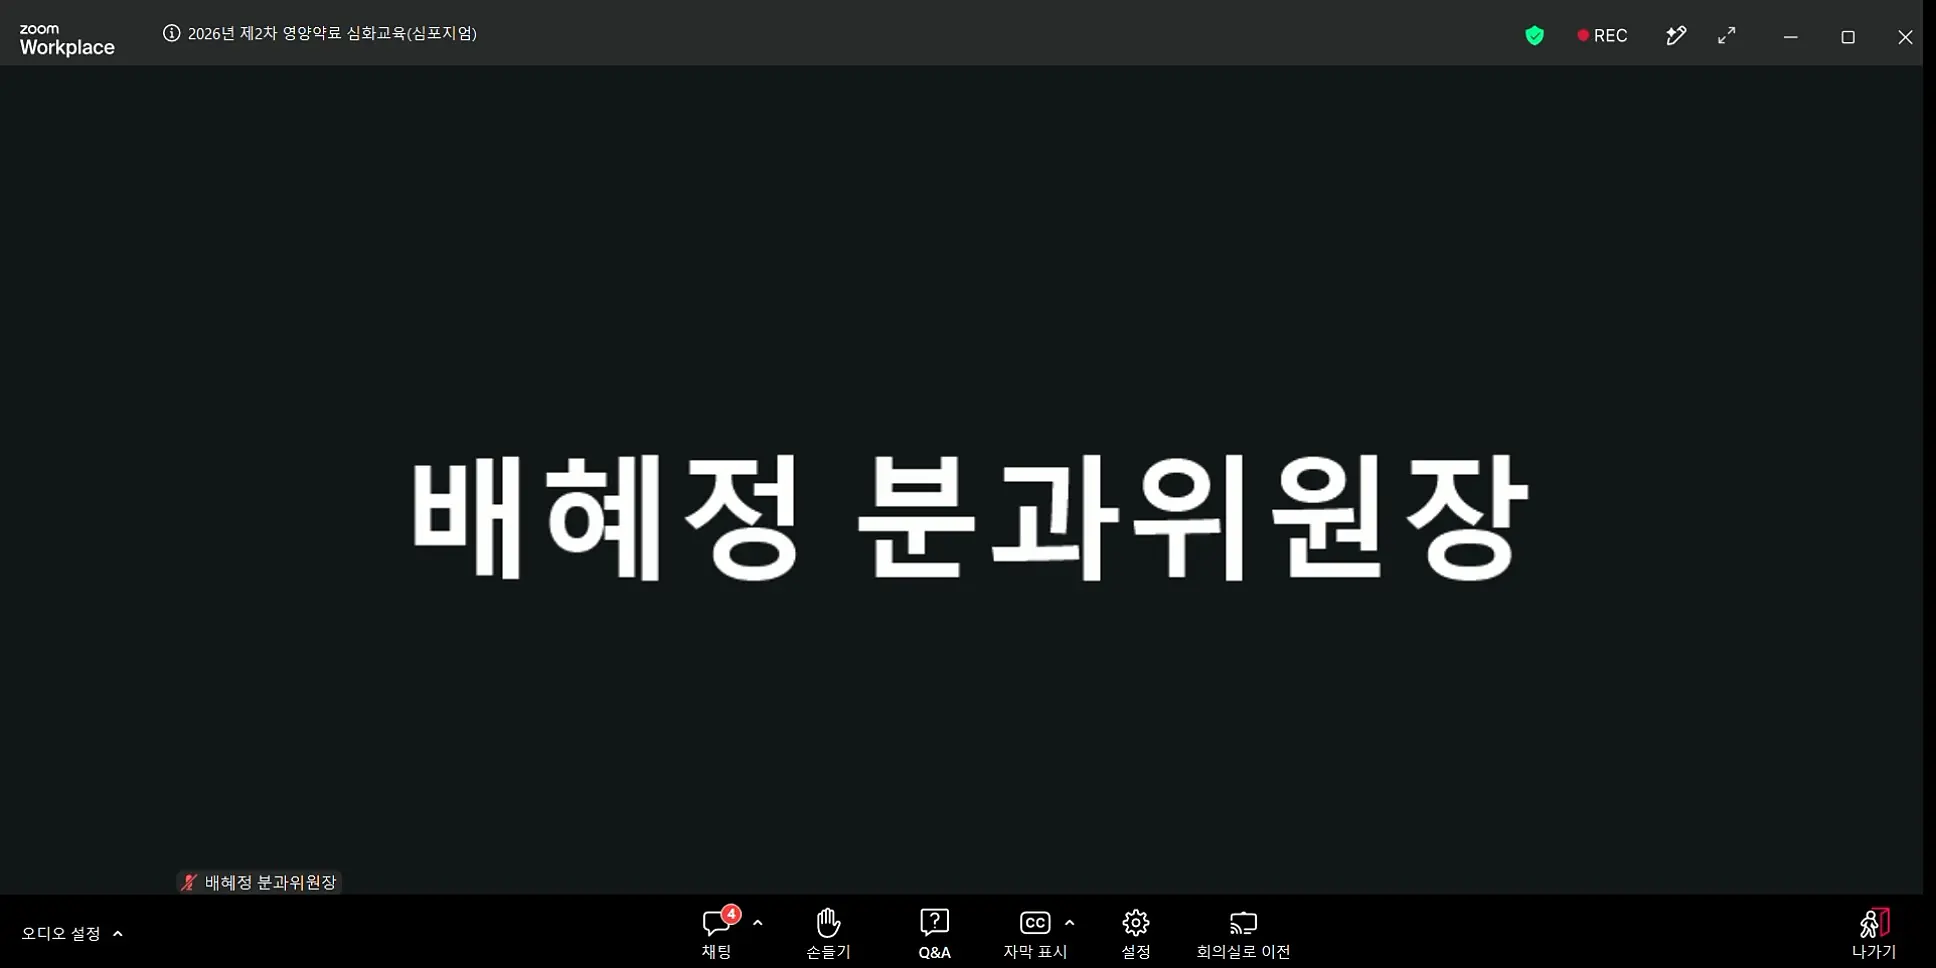 zoom
Workplace
2026년 제2차 영양약료 심화교육(심포지엄)
REC
배혜정 분과위원장
배혜정 분과위원장
오디오 설정
4
채팅
손들기
Q&A
CC
자막 표시
설정
회의실로 이전
나가기